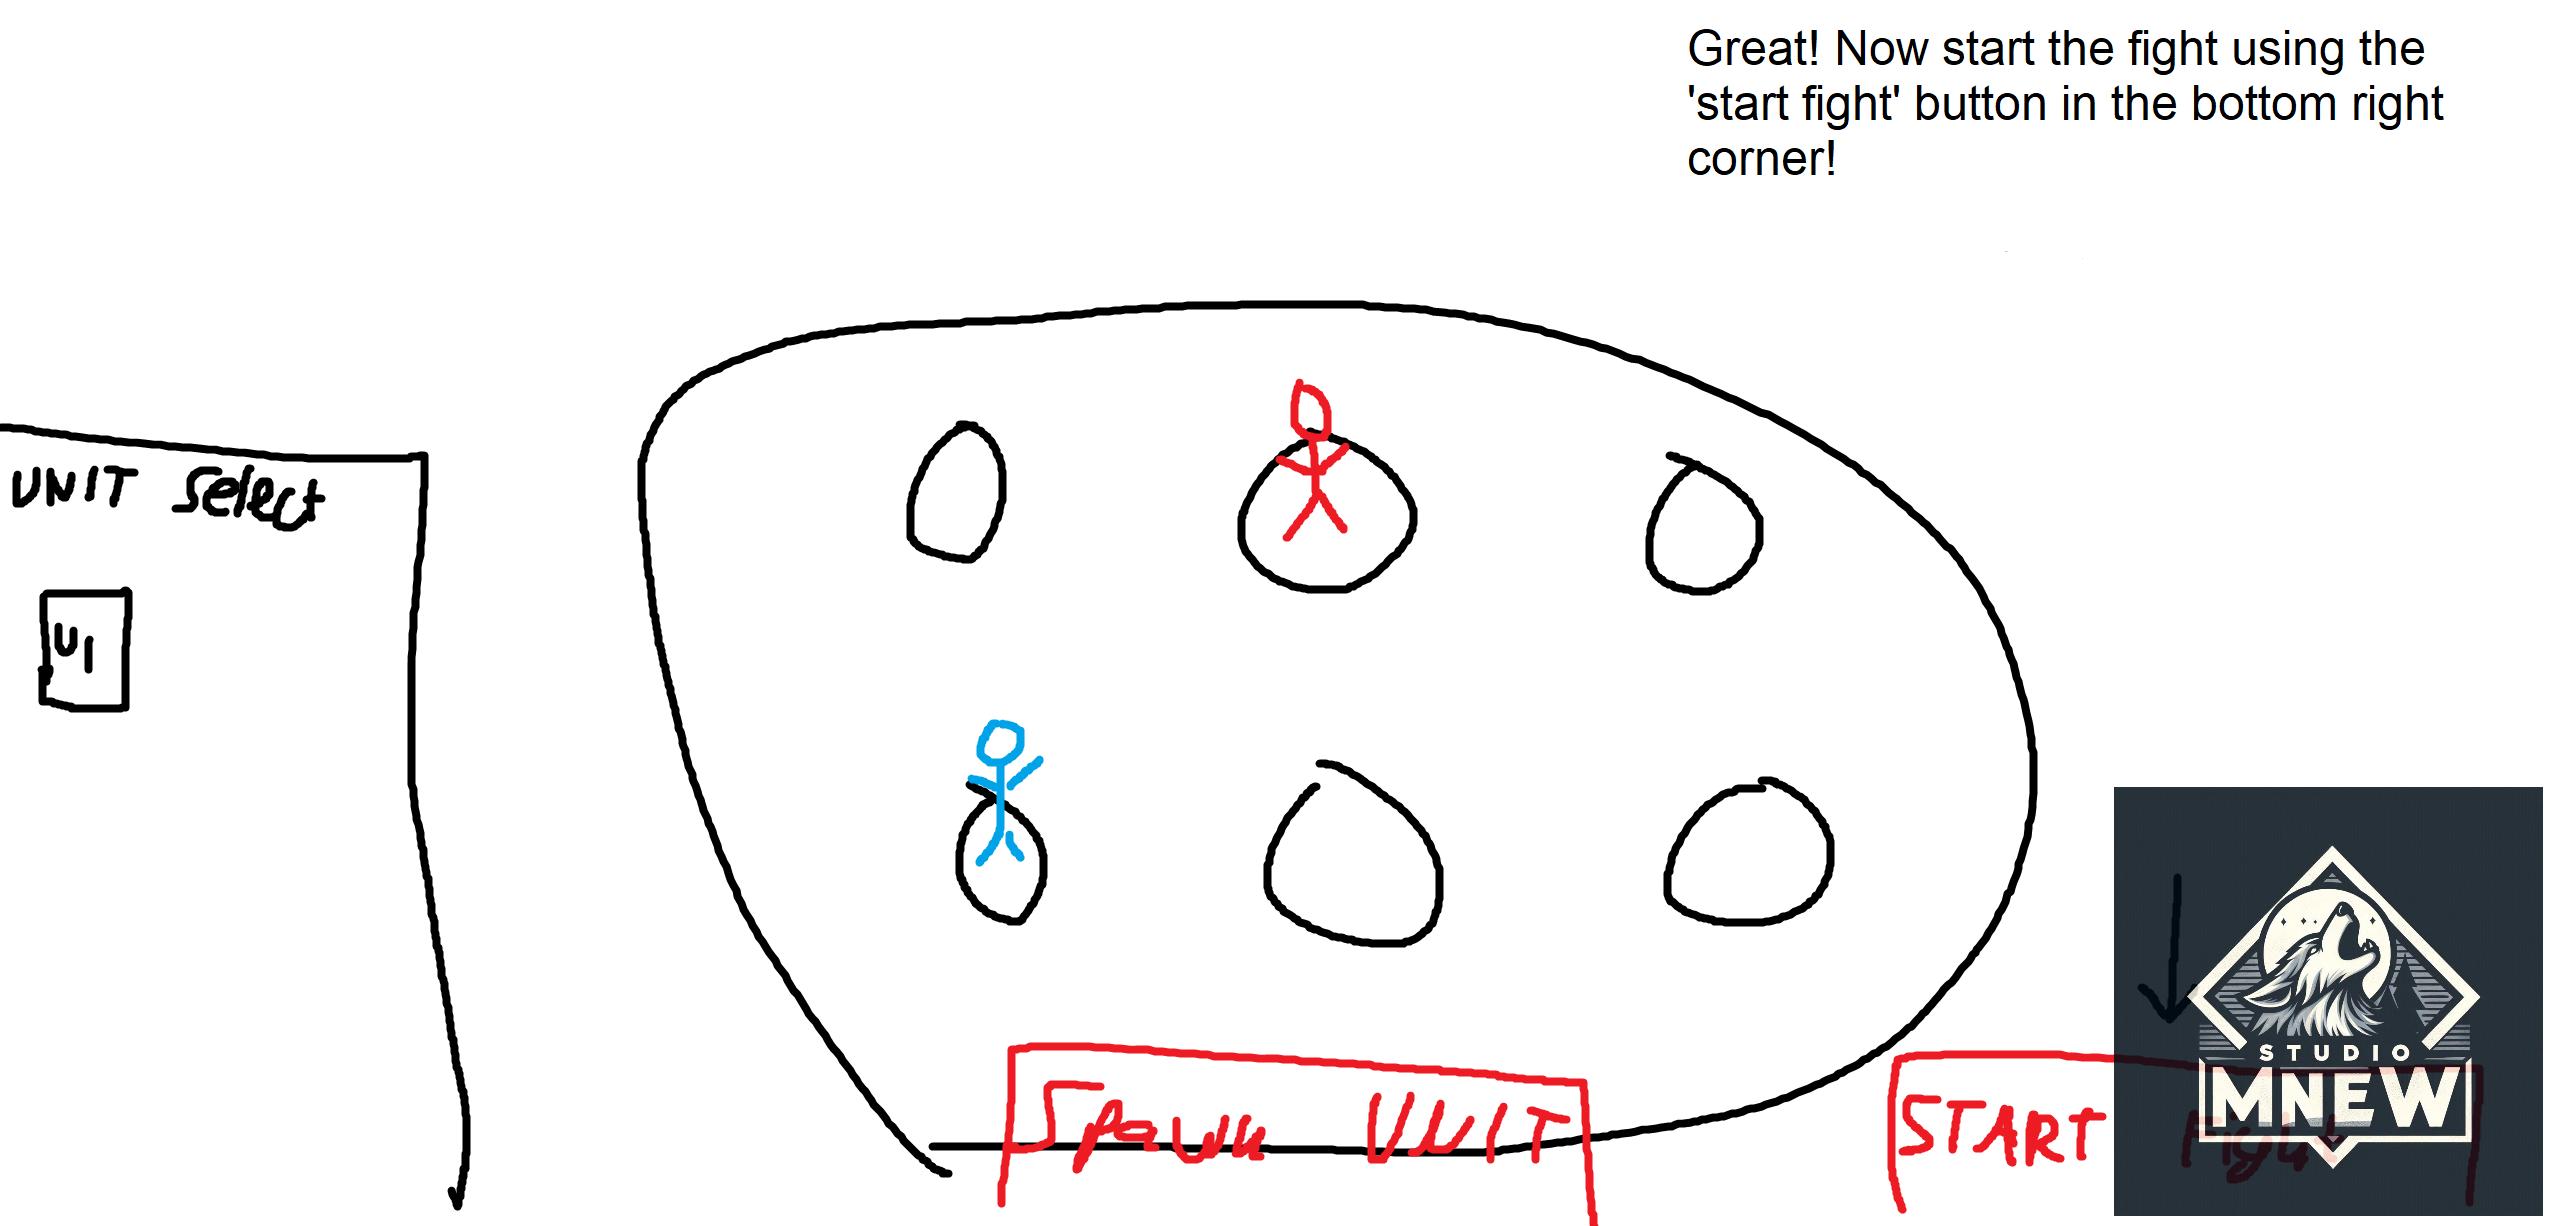 Great! Now start the fight using the
'start fight' button in the bottom right
corner!
UNIT Select
U1
Spawn UNIT
START Fight
STUDIO
MNEW